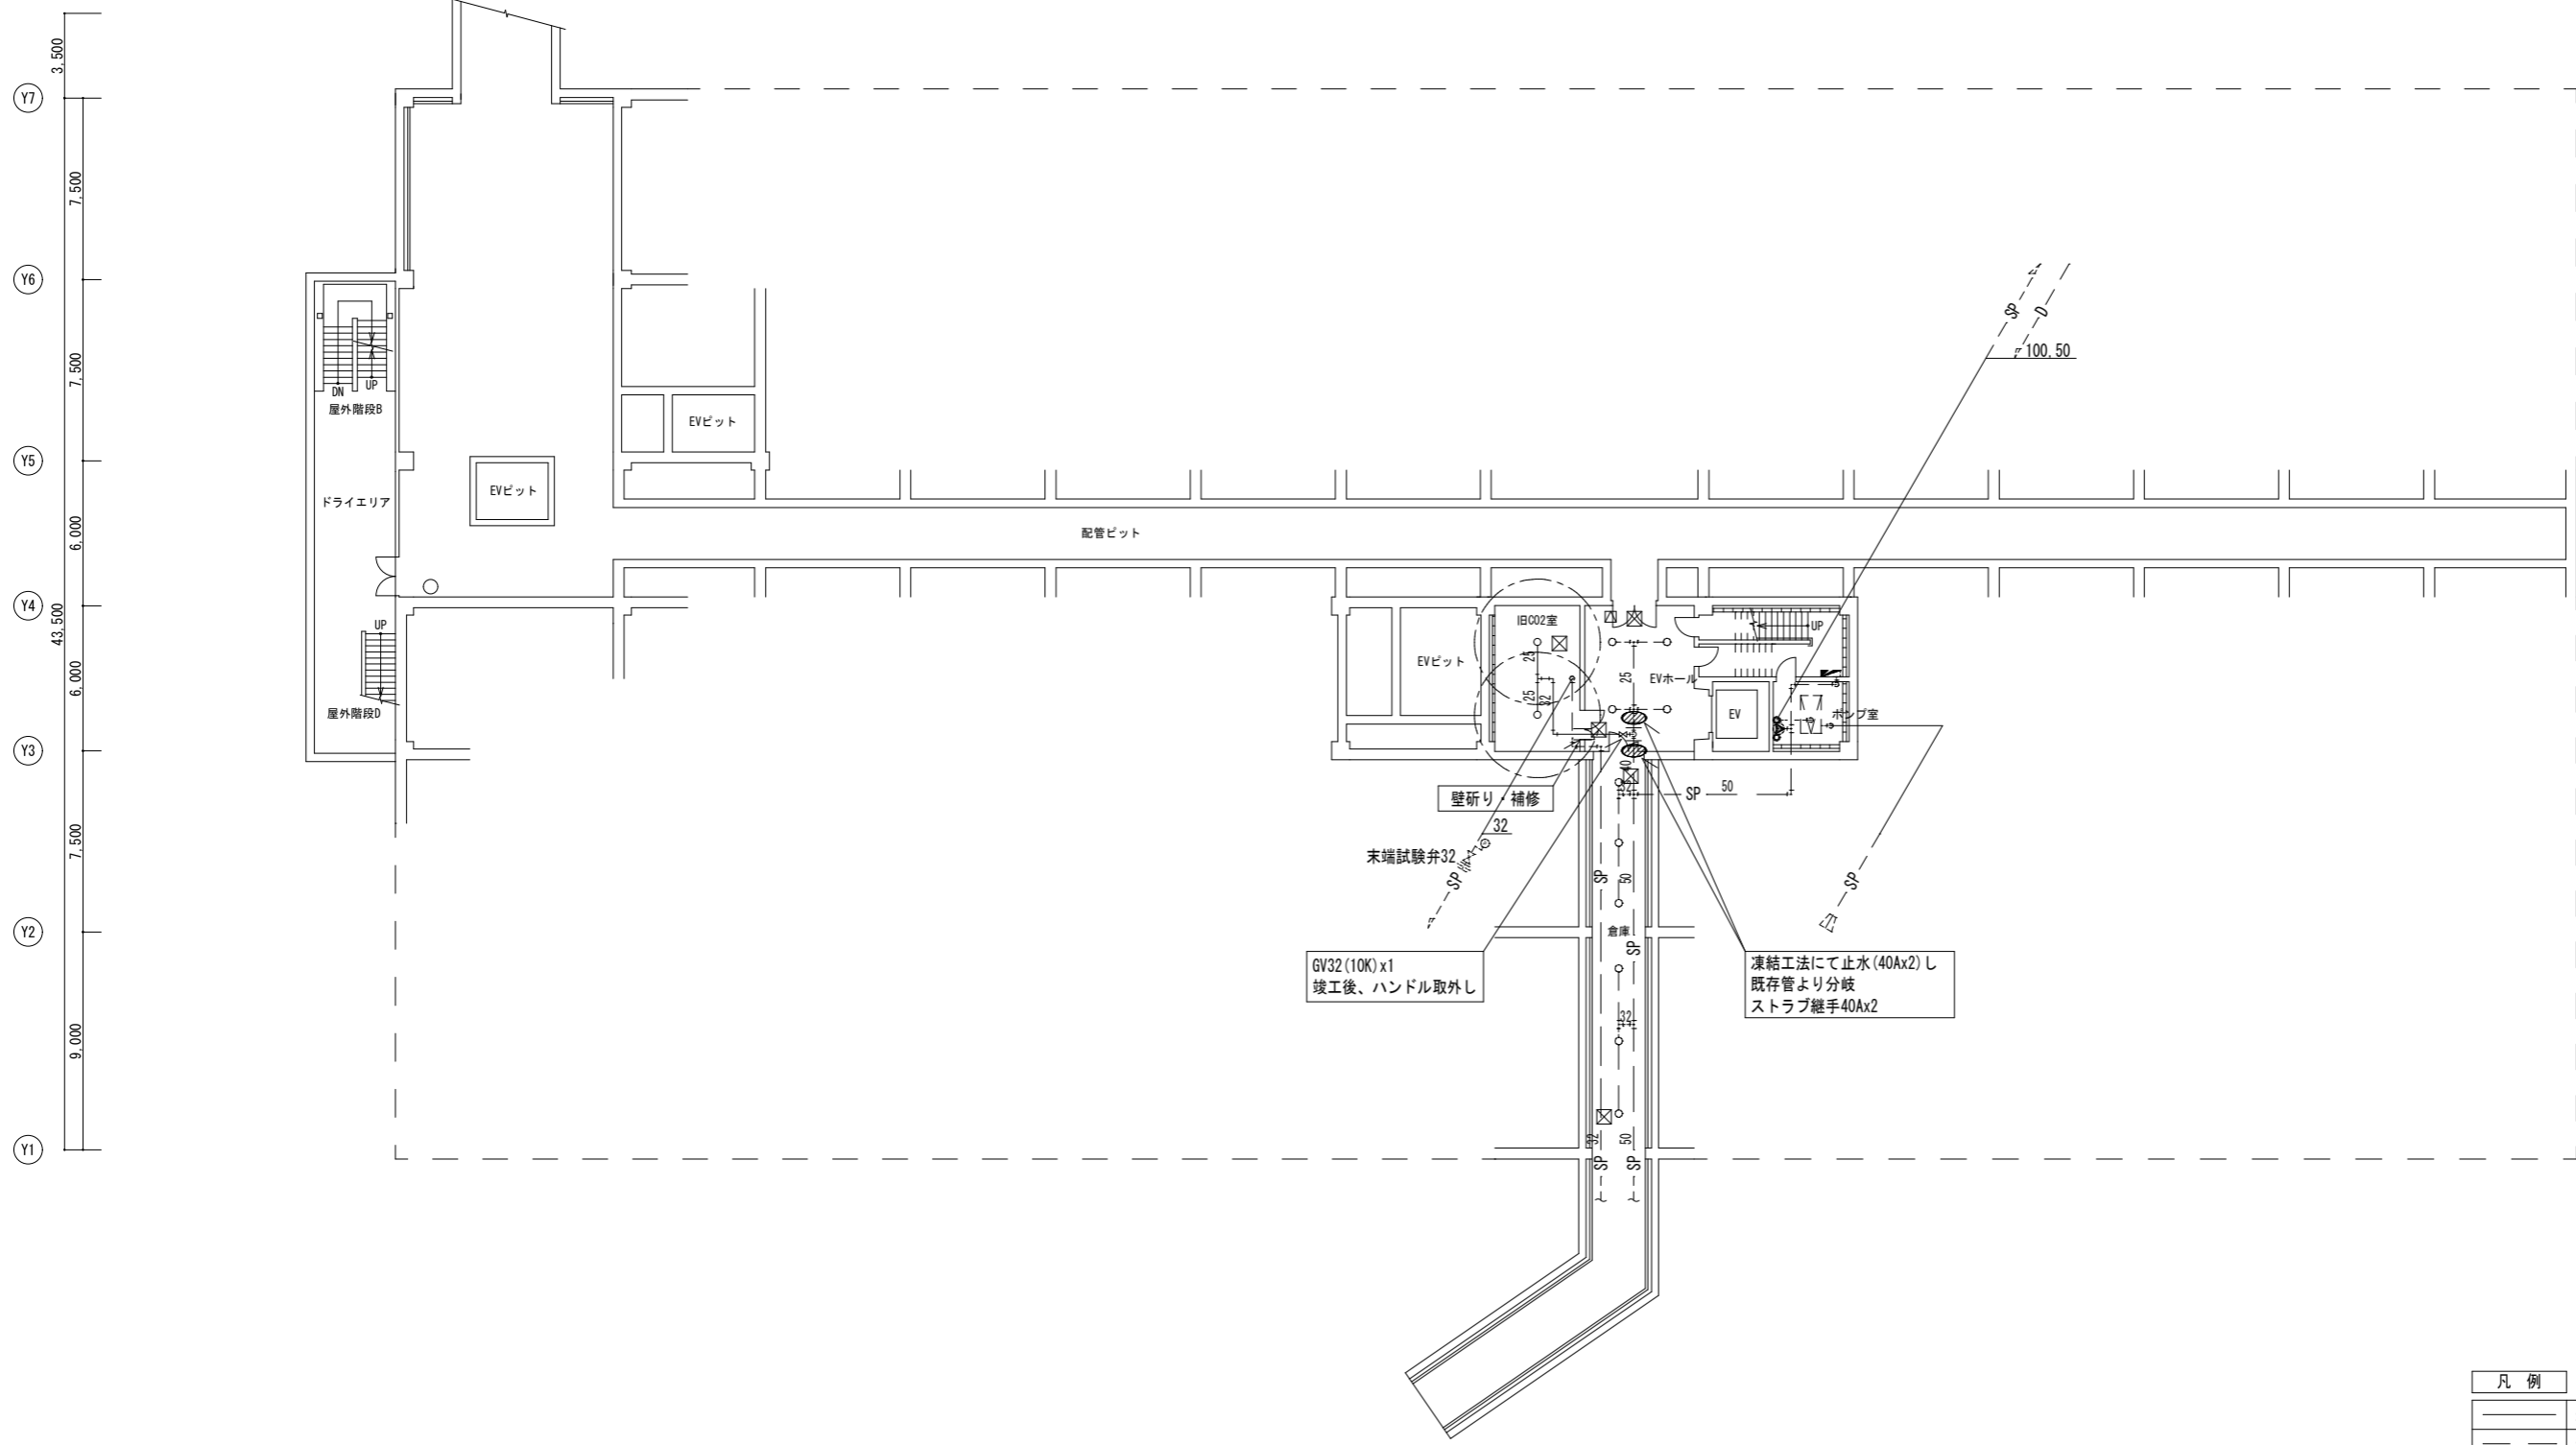 3,500
Y7
7,500
Y6
7,500
Y5
6,000
Y4
43,500
6,000
Y3
7,500
Y2
9,000
Y1
DN
UP
屋外階段B
ドライエリア
UP
屋外階段D
EVピット
EVピット
配管ピット
EVピット
旧CO2室
25
25
32
25
EVホール
UP
EV
ポンプ室
SP
D
100,50
40
32
SP 50
壁斫り・補修
32
末端試験弁32
SP
SP
50
倉庫
SP
SP
GV32(10K)x1
竣工後、ハンドル取外し
凍結工法にて止水(40Ax2)し
既存管より分岐
ストラブ継手40Ax2
32
32
50
SP
SP
凡 例